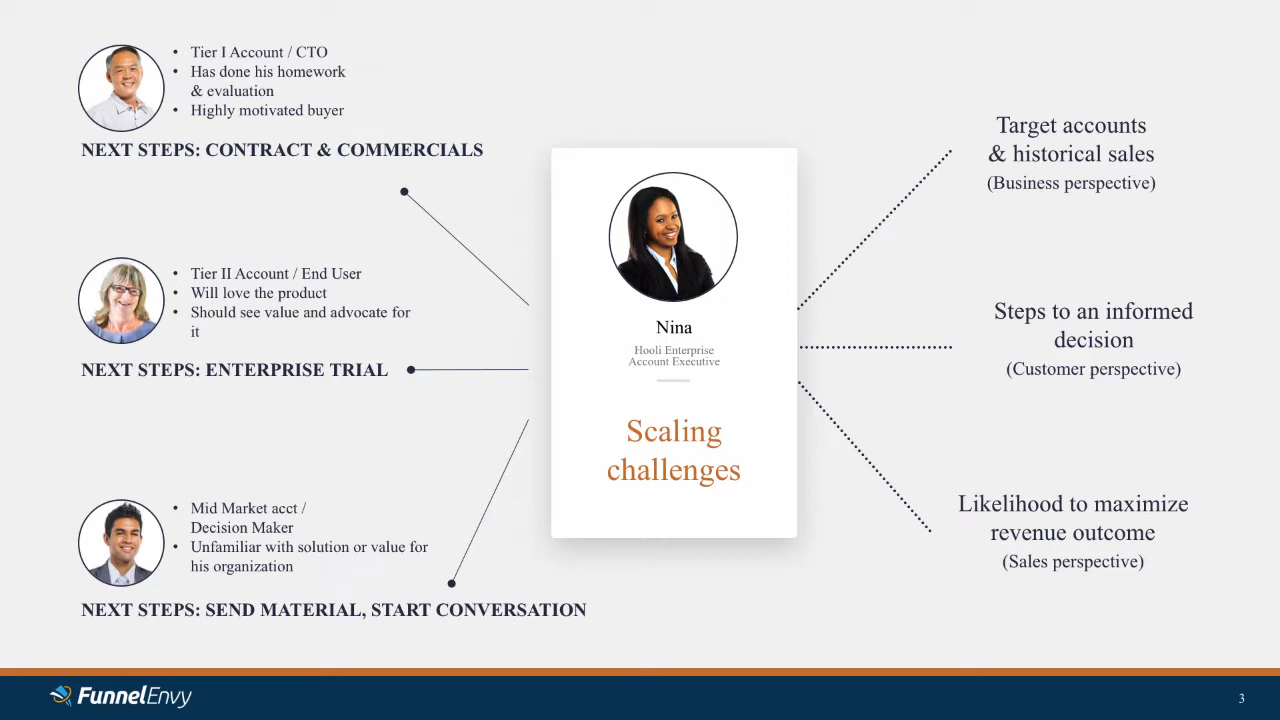 • Tier I Account / CTO
• Has done his homework
& evaluation
• Highly motivated buyer
NEXT STEPS: CONTRACT & COMMERCIALS
• Tier II Account / End User
• Will love the product
• Should see value and advocate for
it
NEXT STEPS: ENTERPRISE TRIAL
• Mid Market acct /
Decision Maker
• Unfamiliar with solution or value for
his organization
NEXT STEPS: SEND MATERIAL, START CONVERSATION
Nina
Hooli Enterprise
Account Executive
Scaling
challenges
Target accounts
& historical sales
(Business perspective)
Steps to an informed
decision
(Customer perspective)
Likelihood to maximize
revenue outcome
(Sales perspective)
FunnelEnvy
3